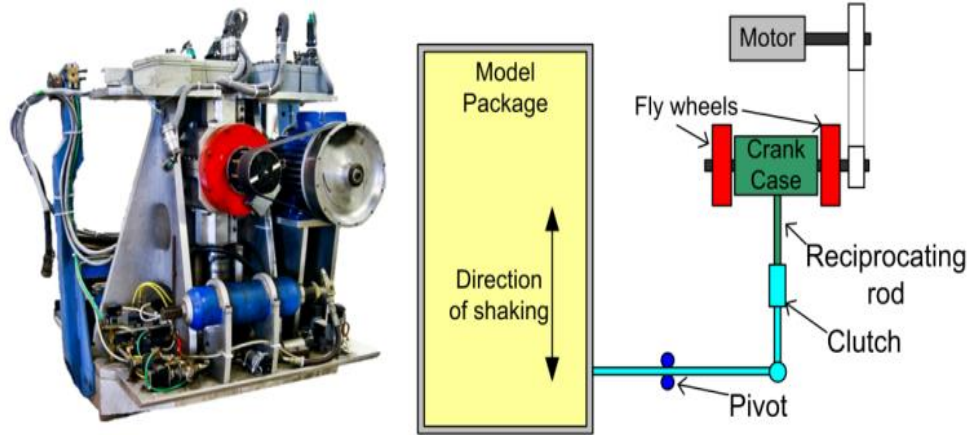 Motor
Model
Package
Fly wheels
Crank
Case
Direction
of shaking
Reciprocating
rod
Clutch
Pivot